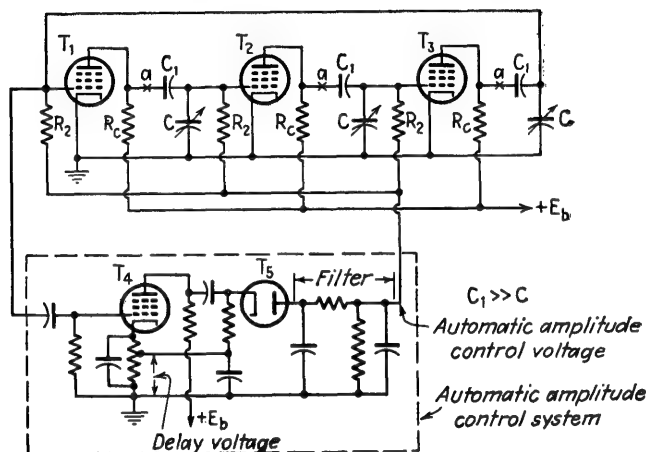 T1
T2
T3
a
C1
a
C1
a
C1
R2
Rc
C
R2
Rc
C
R2
Rc
C
+Eb
T4
T5
Filter
C1 >> C
Automatic amplitude
control voltage
Automatic amplitude
control system
+Eb
Delay voltage